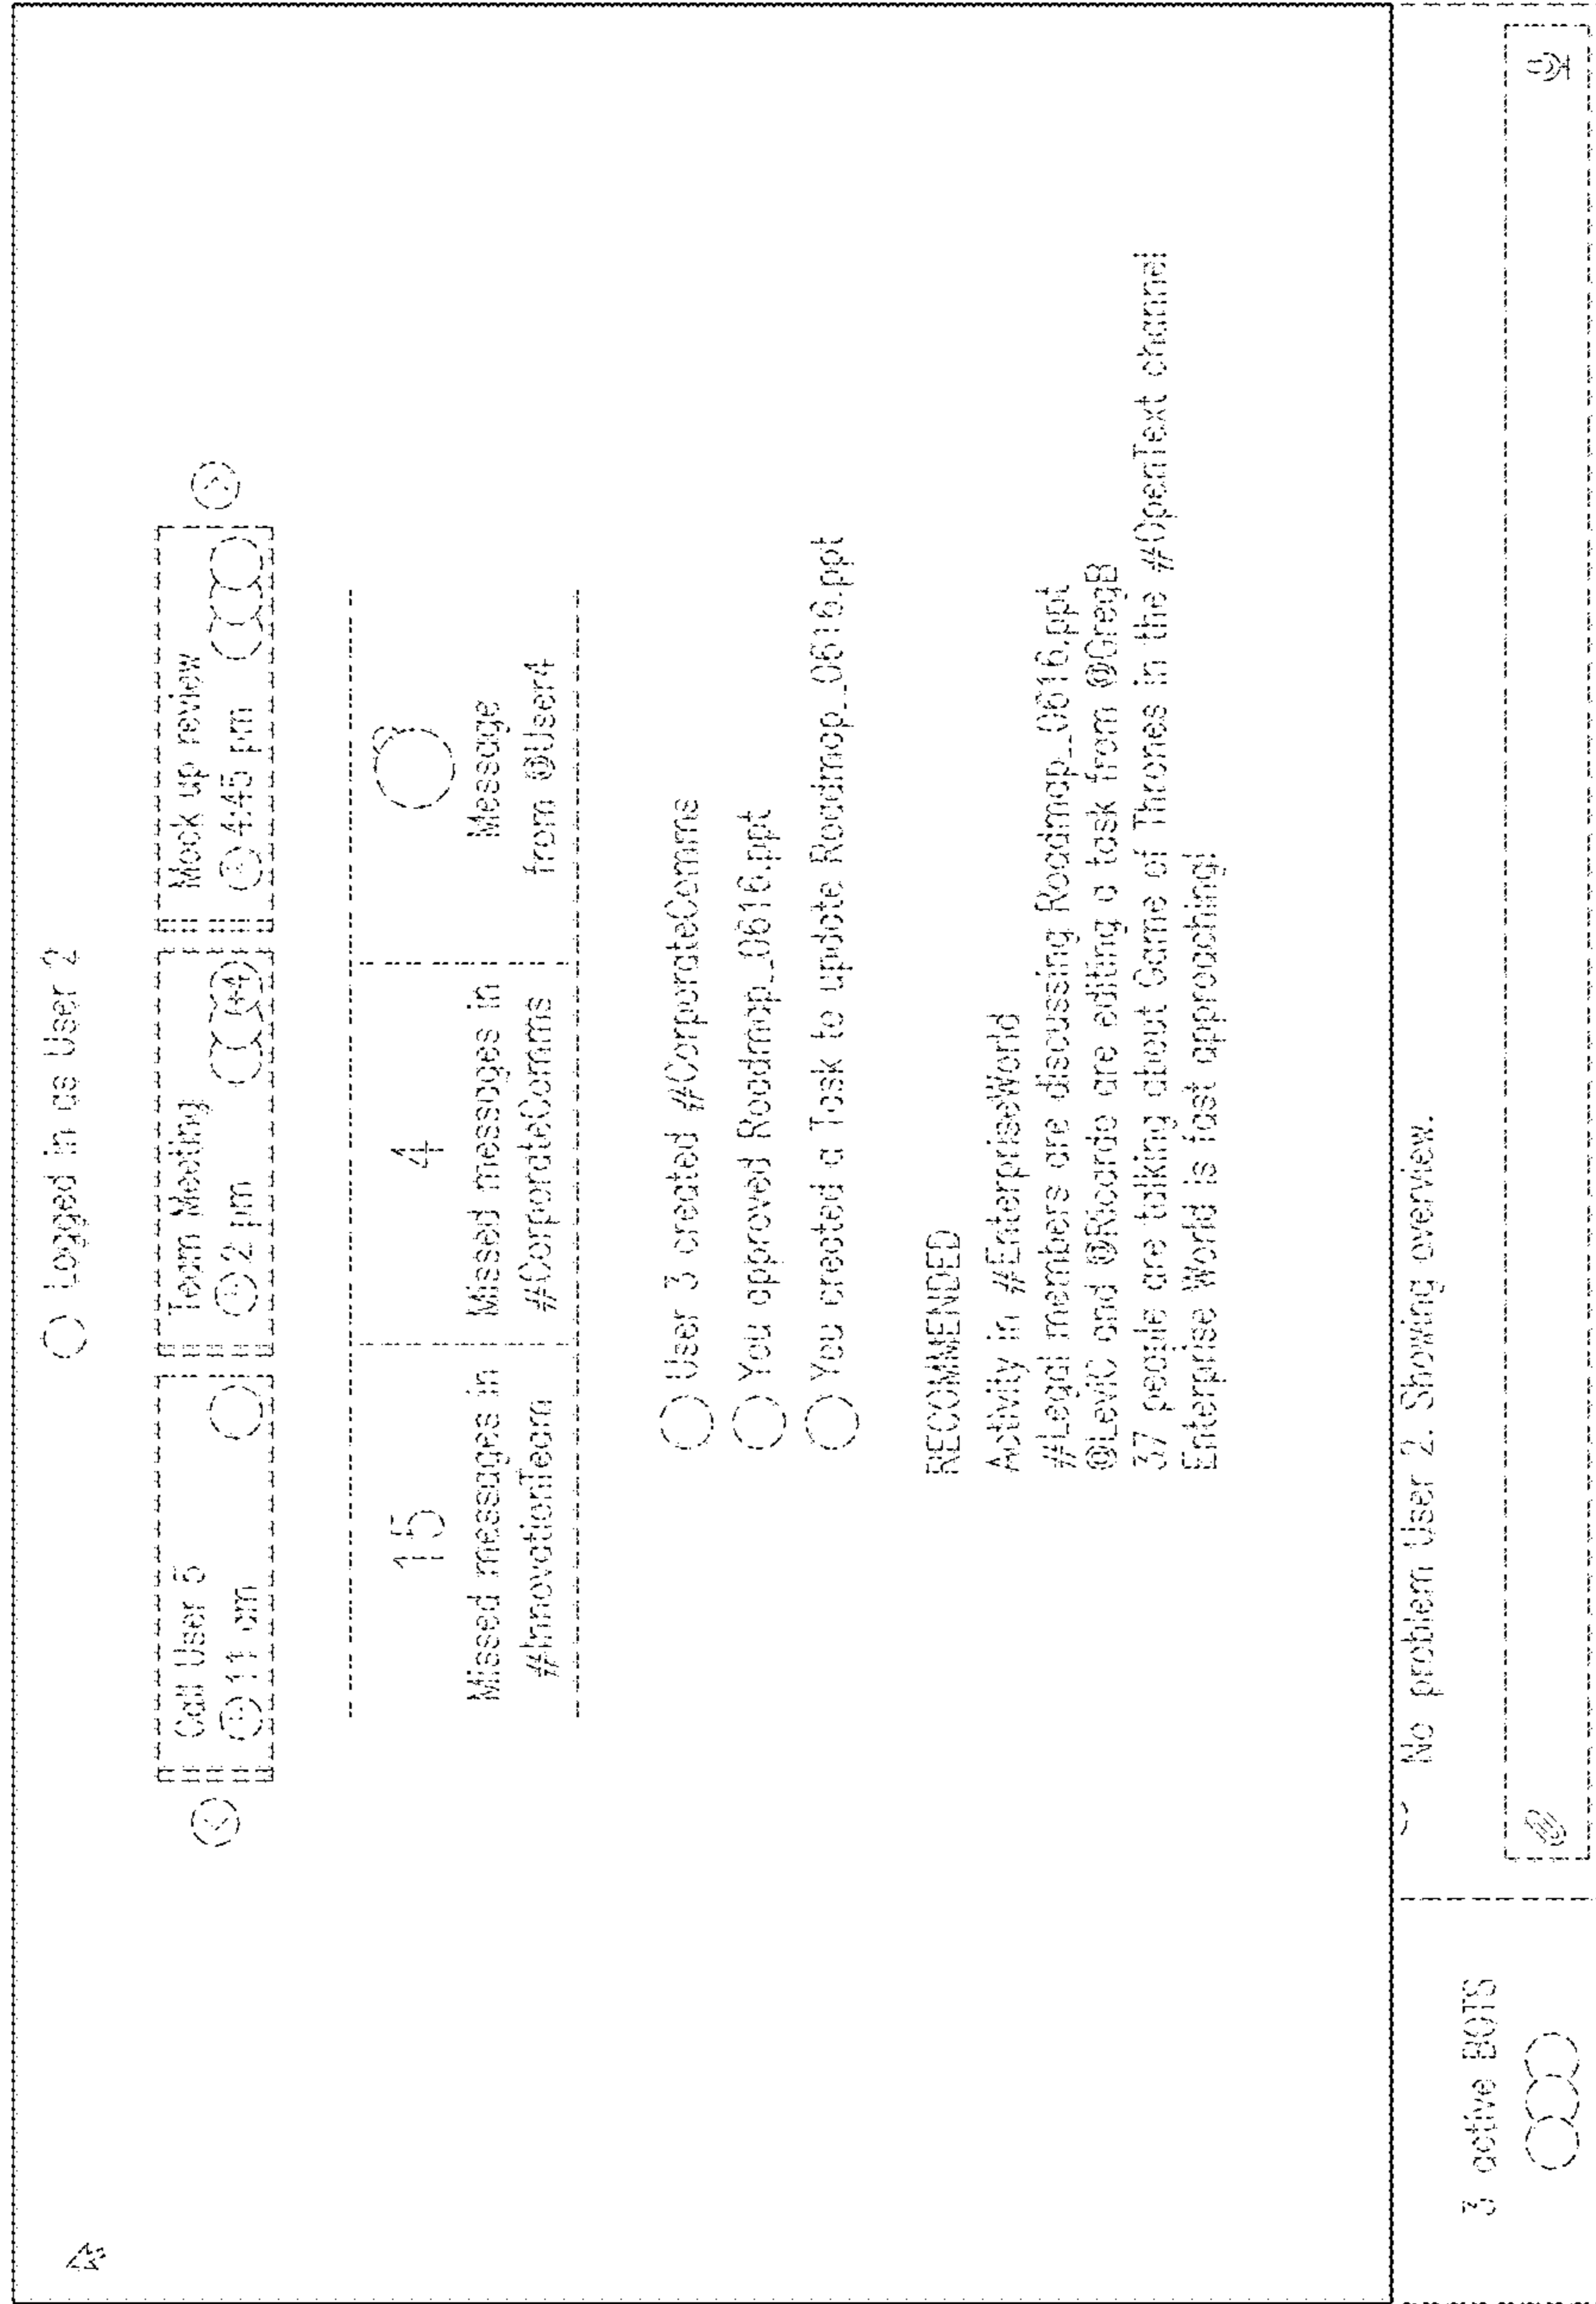 Logged in as User 2
Call User 5
11 am
Team Meeting
2 pm
+4
Mock up review
4:45 pm
15
Missed messages in
#InnovationTeam
4
Missed messages in
#CorporateComms
Message
from @User4
User 3 created #CorporateComms
You approved Roadmap_0616.ppt
You created a Task to update Roadmap_0616.ppt
RECOMMENDED
Activity in #EnterpriseWorld
#Legal members are discussing Roadmap_0616.ppt
@LeviC and @Ricardo are editing a task from @GregB
37 people are talking about Game of Thrones in the #OpenText channel
Enterprise World is fast approaching!
No problem User 2. Showing overview.
3 active BOTS